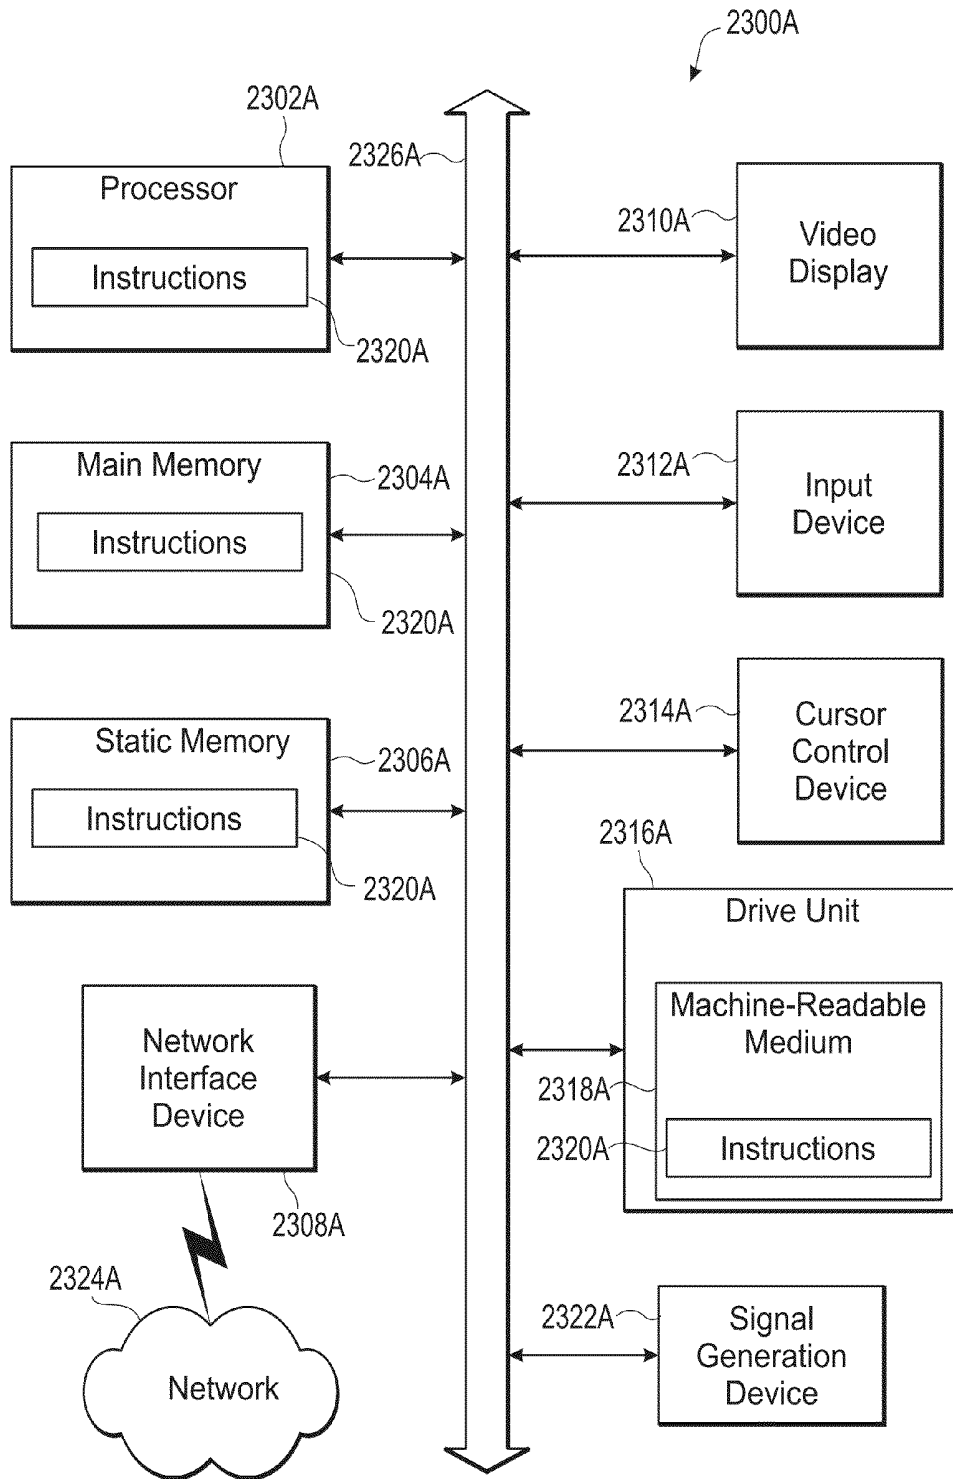 2300A
2302A
Processor
Instructions
2320A
2326A
2310A
Video
Display
Main Memory
2304A
Instructions
2320A
2312A
Input
Device
Static Memory
2306A
Instructions
2320A
2314A
Cursor
Control
Device
2316A
Drive Unit
Machine-Readable
Medium
2318A
2320A
Instructions
Network
Interface
Device
2308A
2324A
Network
2322A
Signal
Generation
Device